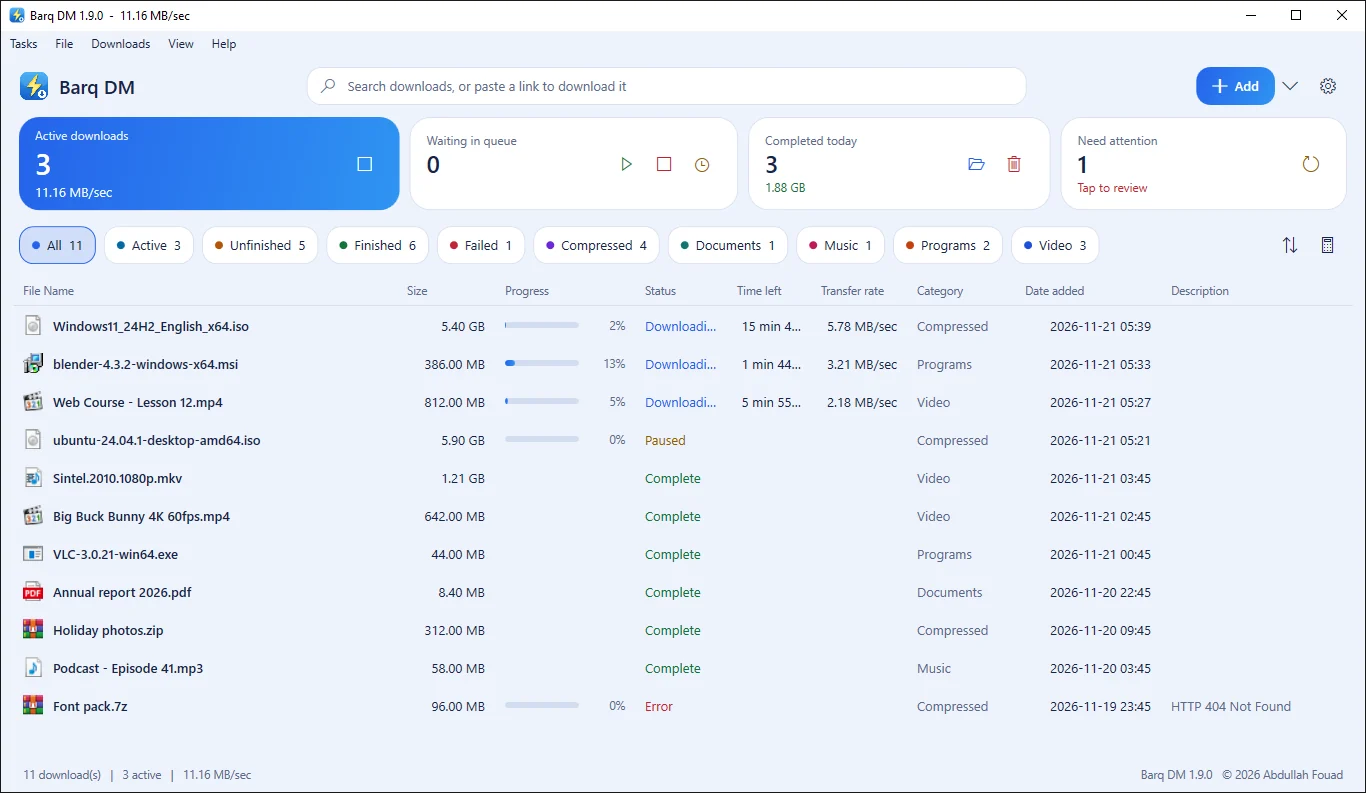 Barq DM 1.9.0 - 11.16 MB/sec
Tasks File Downloads View Help
Barq DM
Search downloads, or paste a link to download it
Add
Active downloads
3
11.16 MB/sec
Waiting in queue
0
Completed today
3
1.88 GB
Need attention
1
Tap to review
All 11 Active 3 Unfinished 5 Finished 6 Failed 1 Compressed 4 Documents 1 Music 1 Programs 2 Video 3
File Name Size Progress Status Time left Transfer rate Category Date added Description
Windows11_24H2_English_x64.iso 5.40 GB 2% Downloadi... 15 min 4... 5.78 MB/sec Compressed 2026-11-21 05:39
blender-4.3.2-windows-x64.msi 386.00 MB 13% Downloadi... 1 min 44... 3.21 MB/sec Programs 2026-11-21 05:33
Web Course - Lesson 12.mp4 812.00 MB 5% Downloadi... 5 min 55... 2.18 MB/sec Video 2026-11-21 05:27
ubuntu-24.04.1-desktop-amd64.iso 5.90 GB 0% Paused Compressed 2026-11-21 05:21
Sintel.2010.1080p.mkv 1.21 GB Complete Video 2026-11-21 03:45
Big Buck Bunny 4K 60fps.mp4 642.00 MB Complete Video 2026-11-21 02:45
VLC-3.0.21-win64.exe 44.00 MB Complete Programs 2026-11-21 00:45
PDF Annual report 2026.pdf 8.40 MB Complete Documents 2026-11-20 22:45
Holiday photos.zip 312.00 MB Complete Compressed 2026-11-20 09:45
Podcast - Episode 41.mp3 58.00 MB Complete Music 2026-11-20 03:45
Font pack.7z 96.00 MB 0% Error Compressed 2026-11-19 23:45 HTTP 404 Not Found
11 download(s) | 3 active | 11.16 MB/sec
Barq DM 1.9.0 © 2026 Abdullah Fouad